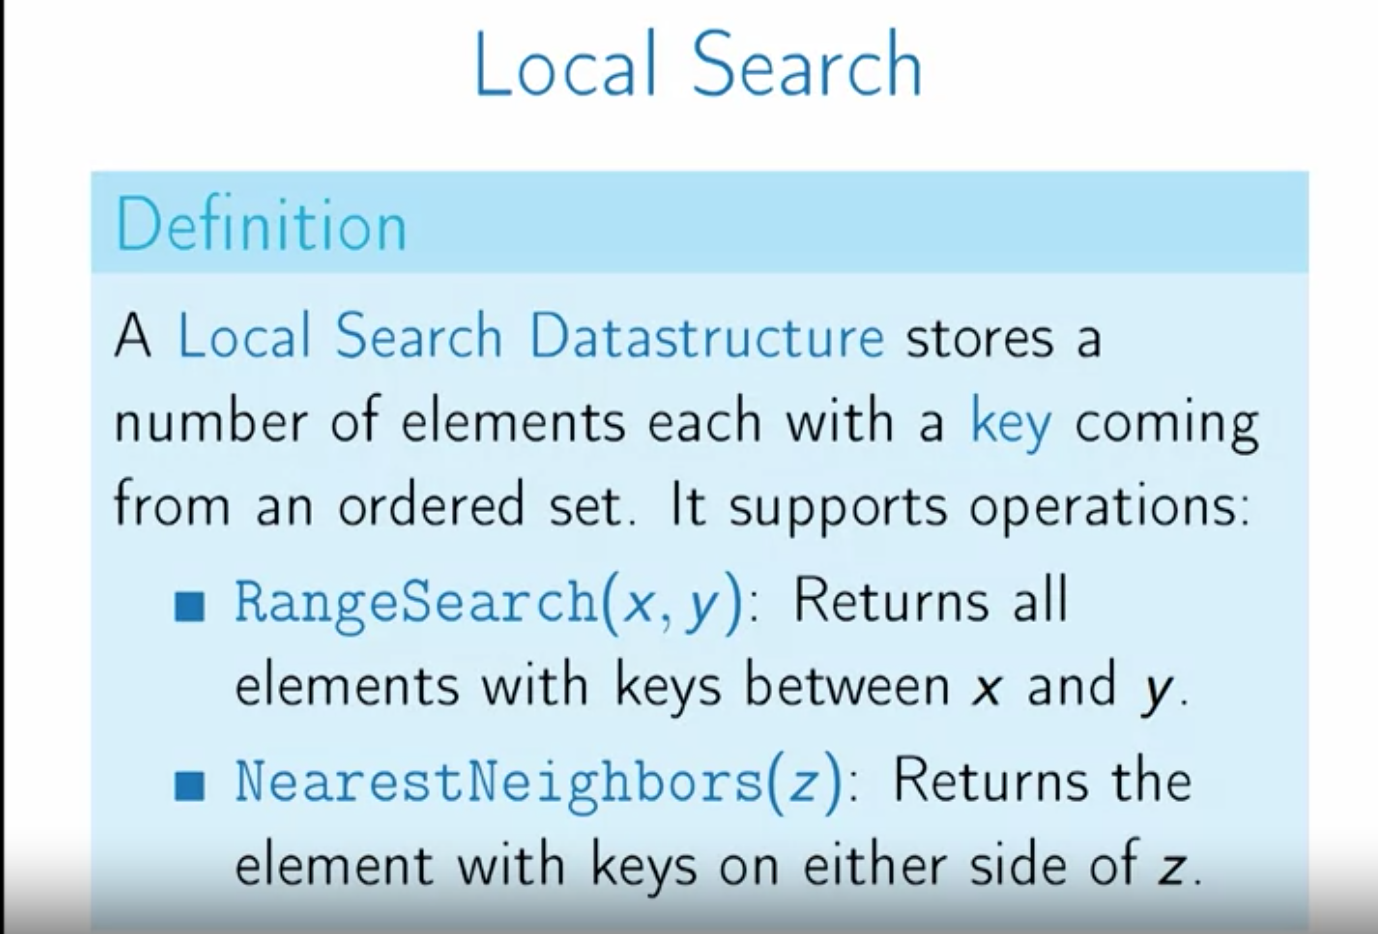 Local Search
Definition
A Local Search Datastructure stores a
number of elements each with a key coming
from an ordered set. It supports operations:
■ RangeSearch(x, y): Returns all
elements with keys between x and y.
■ NearestNeighbors(z): Returns the
element with keys on either side of z.